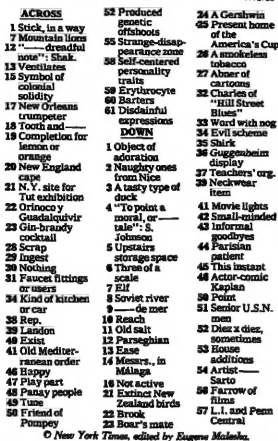 ACROSS
1 Stick, in a way
7 Mountain lions
12 "— dreadful
note": Shak.
13 Ventilates
15 Symbol of
colonial
solidity
17 New Orleans
trumpeter
18 Tooth and —
19 Completion for
lemon or
orange
20 New England
cape
21 N.Y. site for
Tut exhibition
22 Orinoco y
Guadalquivir
23 Gin-brandy
cocktail
28 Scrap
29 Ingest
30 Nothing
31 Faucet fittings
or users
34 Kind of kitchen
or car
38 Rep.
39 Landon
40 Exist
41 Old Mediter-
ranean order
46 Happy
47 Play part
48 Panay people
49 Tune
50 Friend of
Pompey
52 Produced
genetic
offshoots
55 Strange-disap-
pearance zone
58 Self-centered
personality
traits
59 Erythrocyte
60 Barters
61 Disdainful
expressions
DOWN
1 Object of
adoration
2 Naughty ones
from Nice
3 A tasty type of
duck
4 "To point a
moral, or —
tale": S.
Johnson
5 Upstairs
storage space
6 Three of a
scale
7 Elf
8 Soviet river
9 — de mer
10 Reach
11 Old salt
12 Parseghian
13 Ease
14 Mesars., in
Málaga
16 Not active
21 Extinct New
Zealand birds
22 Brook
23 Boar's mate
24 A Gershwin
25 Present home
of the
America's Cup
26 A smokeless
tobacco
27 Abner of
cartoons
32 Charles of
"Hill Street
Blues"
33 Word with nog
34 Evil scheme
35 Shirk
36 Guggenheim
display
37 Teachers' org.
39 Neckwear
item
41 Movie lights
42 Small-minded
43 Informal
goodbyes
44 Parisian
patient
45 This instant
48 Actor-comic
Kaplan
50 Point
51 Senior U.S.N.
men
52 Diez x diez,
sometimes
53 House
additions
54 Artist —
Sarto
56 Farrow of
films
57 L.I. and Penn
Central
© New York Times, edited by Eugene Maleska.